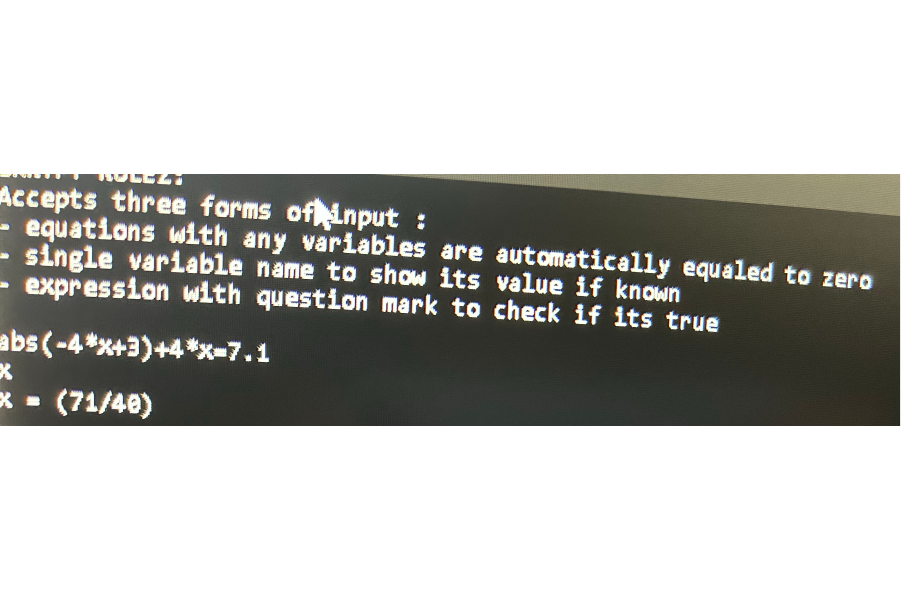 Accepts three forms of input :
- equations with any variables are automatically equaled to zero
- single variable name to show its value if known
- expression with question mark to check if its true
abs(-4*x+3)+4*x=7.1
x
x = (71/40)